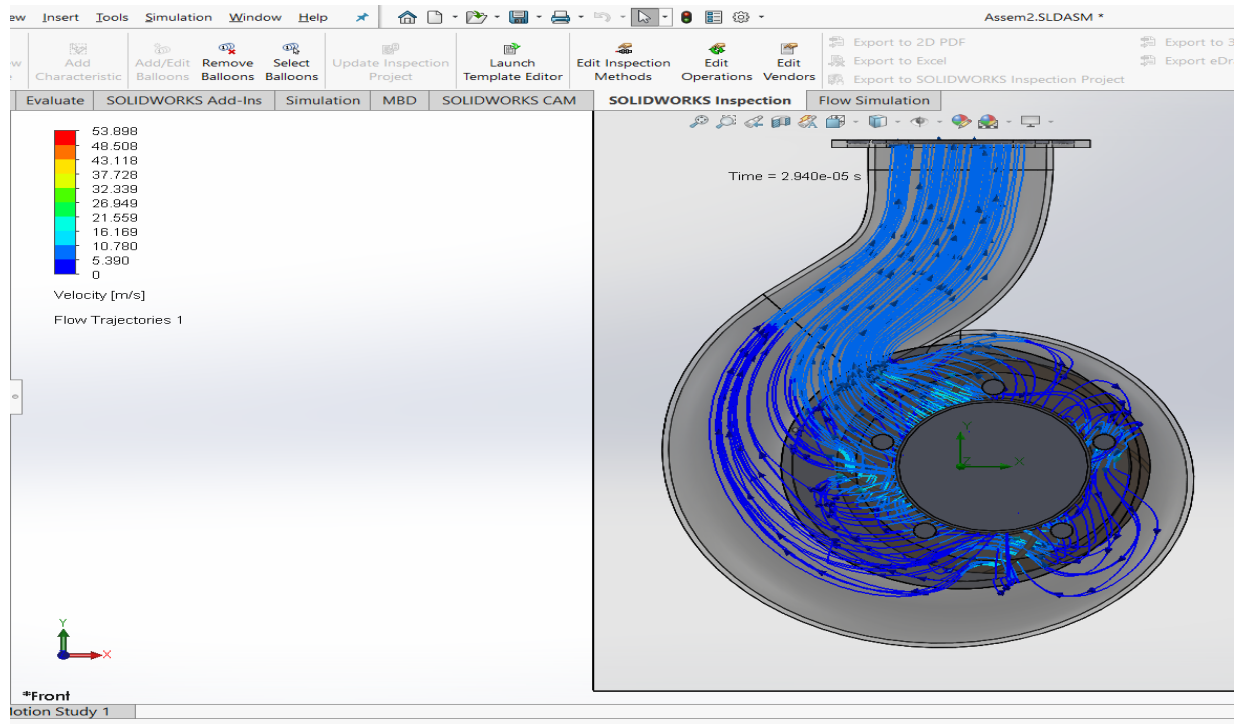 ew Insert Tools Simulation Window Help Assem2.SLDASM *
Add Characteristic
Add/Edit Balloons
Remove Balloons
Select Balloons
Update Inspection Project
Launch Template Editor
Edit Inspection Methods
Edit Operations
Edit Vendors
Export to 2D PDF
Export to Excel
Export to SOLIDWORKS Inspection Project
Export to 3
Export eDr
Evaluate SOLIDWORKS Add-Ins Simulation MBD SOLIDWORKS CAM SOLIDWORKS Inspection Flow Simulation
53.898
48.508
43.118
37.728
32.339
26.949
21.559
16.169
10.780
5.390
0
Velocity [m/s]
Flow Trajectories 1
Time = 2.940e-05 s
Y
X
Z
Y
X
*Front
Motion Study 1